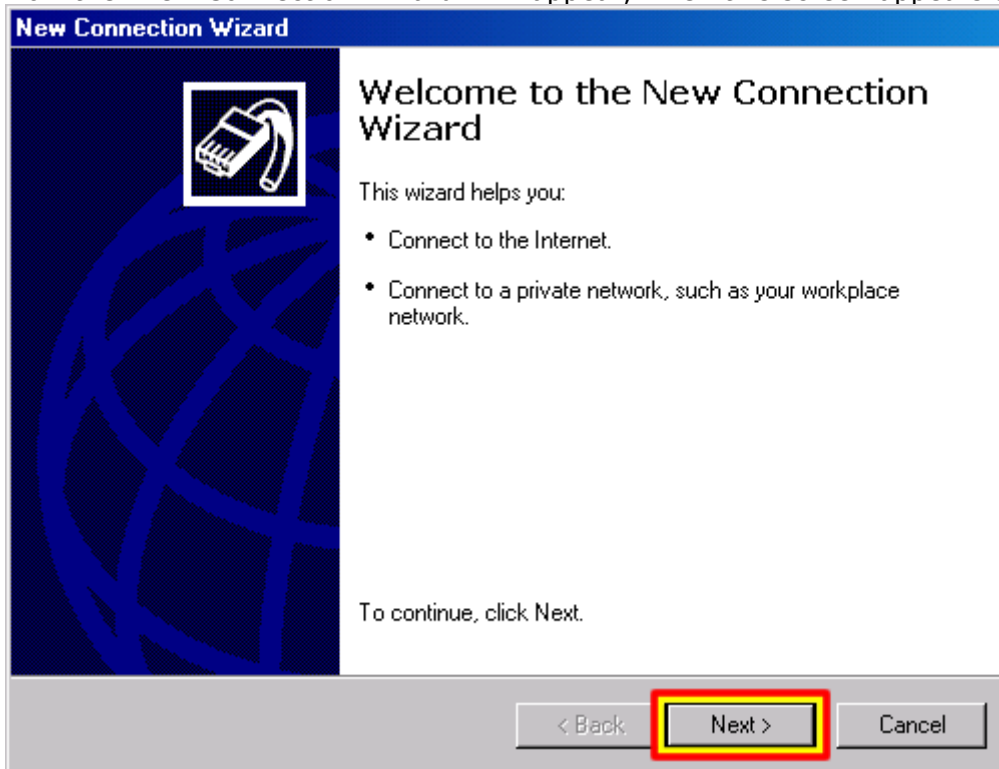 New Connection Wizard
Welcome to the New Connection
Wizard
This wizard helps you:
• Connect to the Internet.
• Connect to a private network, such as your workplace
network.
To continue, click Next.
< Back Next > Cancel